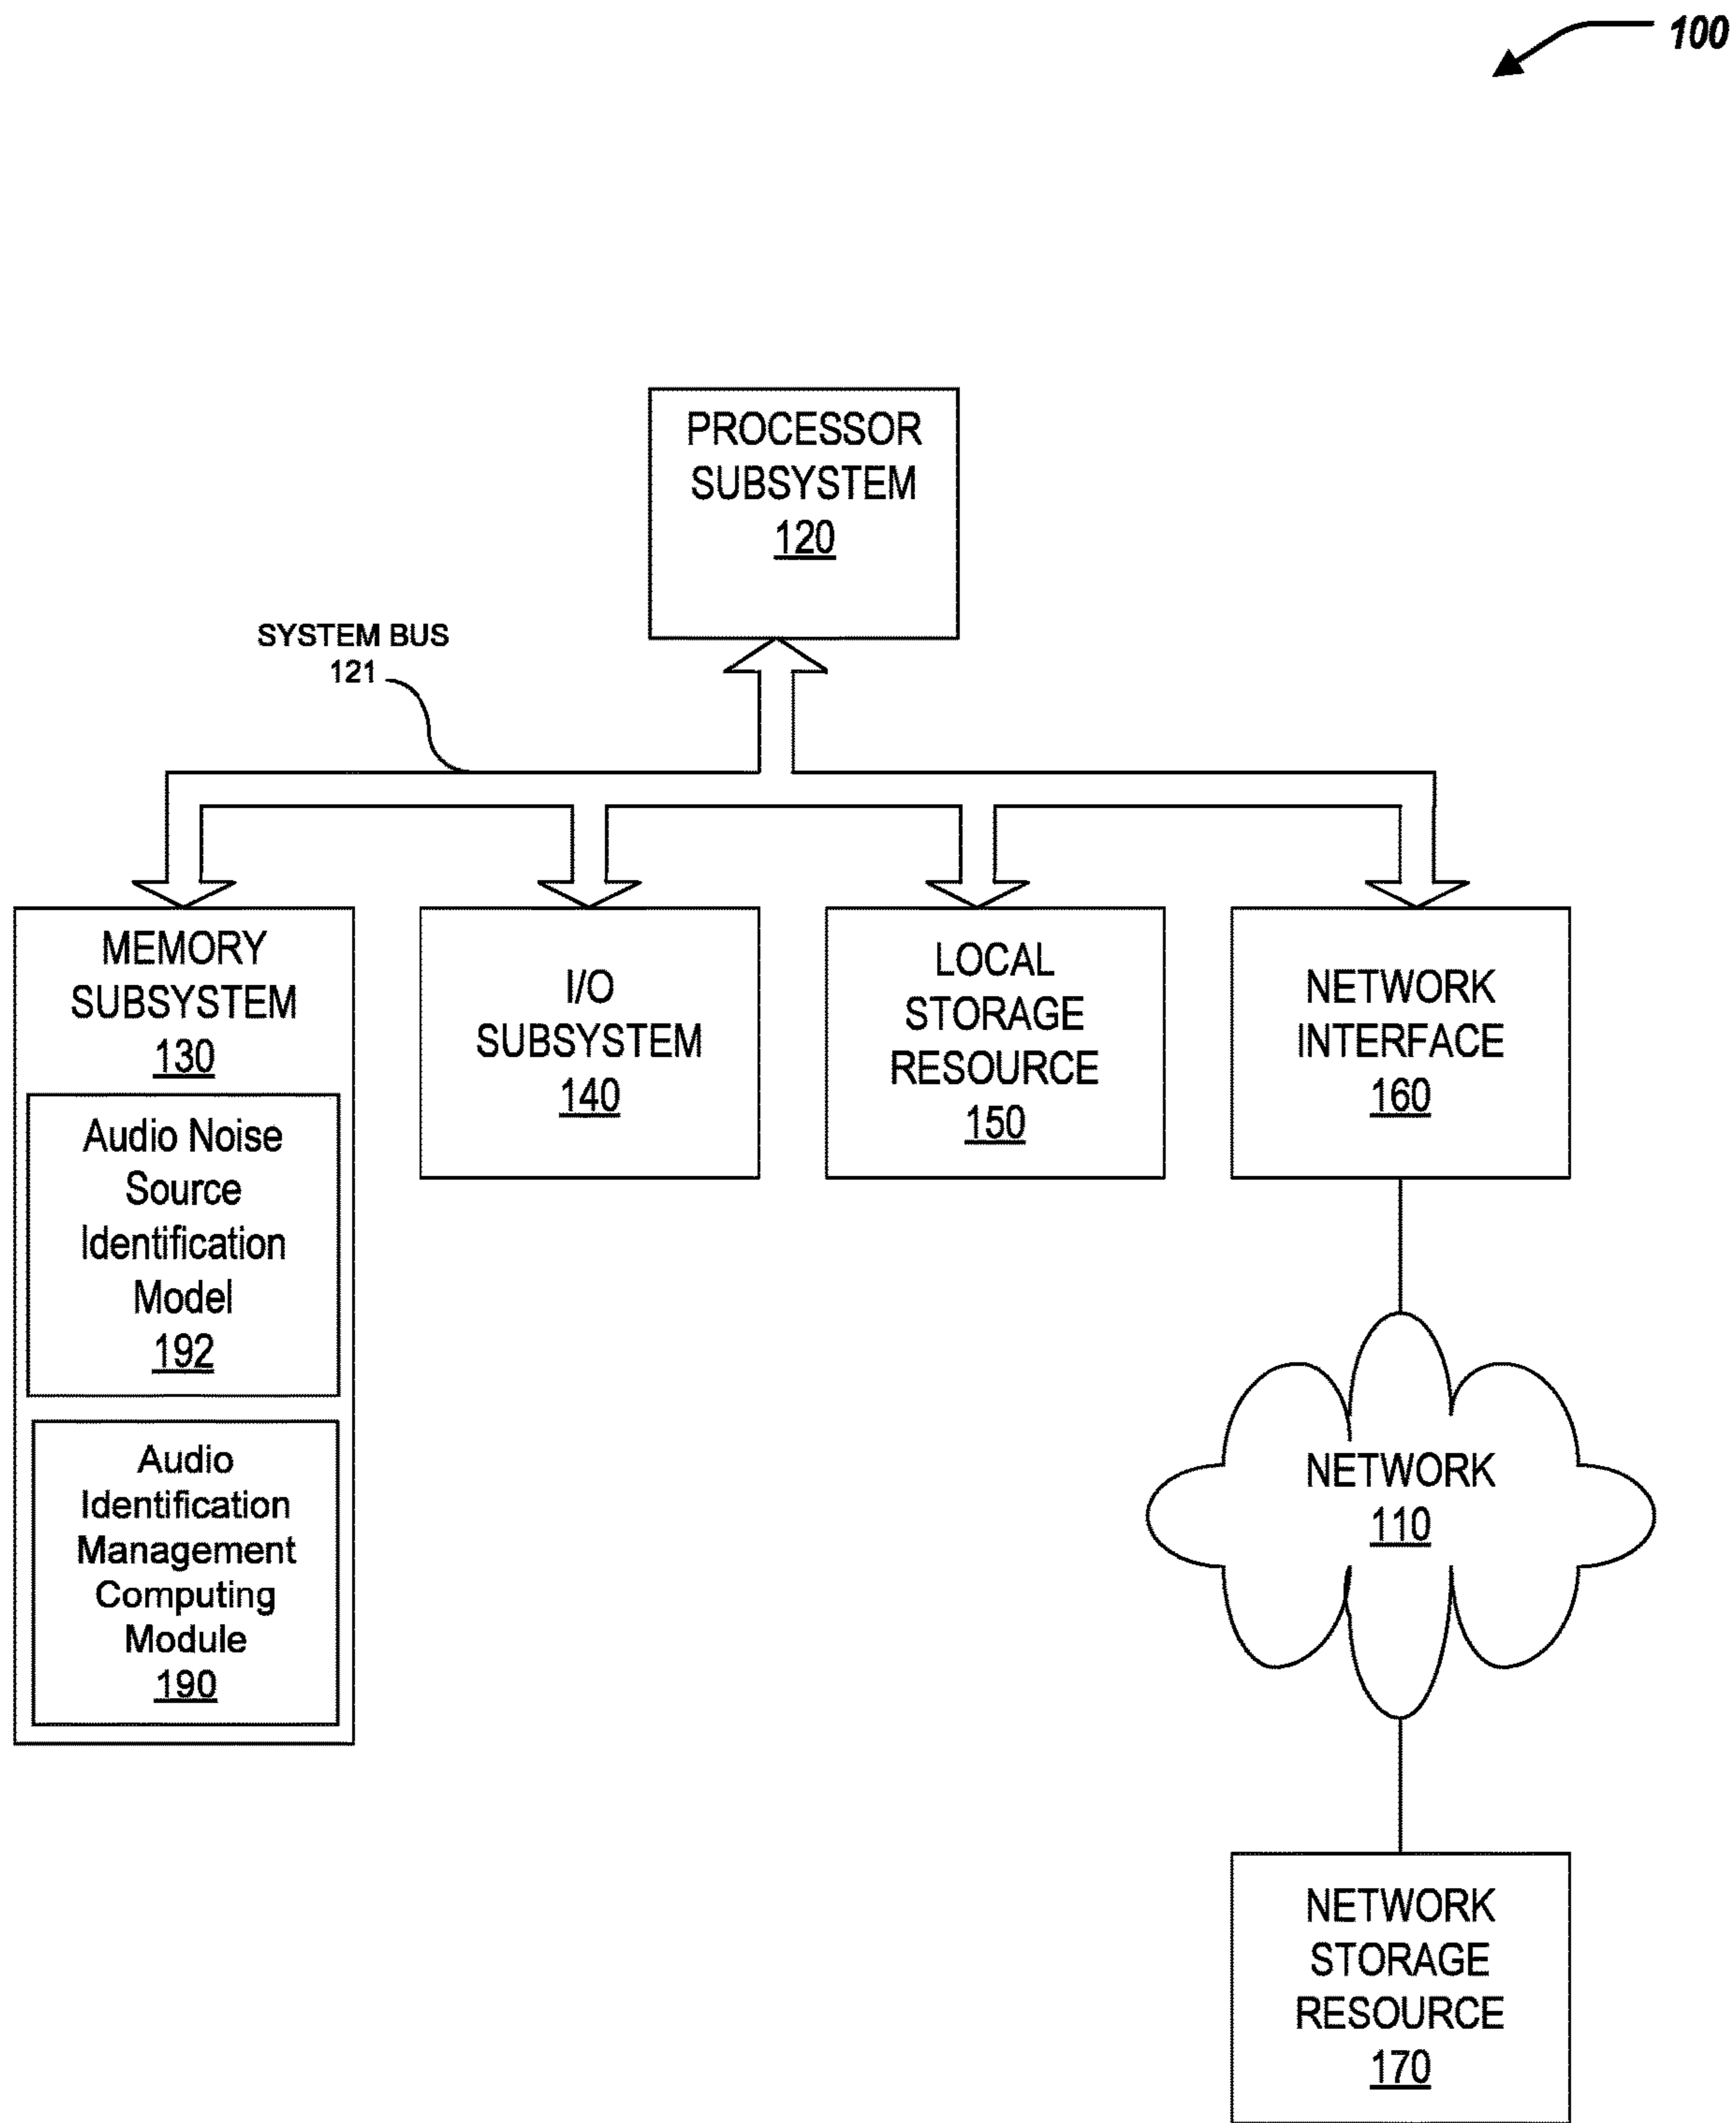 100
PROCESSOR
SUBSYSTEM
120
SYSTEM BUS
121
MEMORY
SUBSYSTEM
130
Audio Noise
Source
Identification
Model
192
Audio
Identification
Management
Computing
Module
190
I/O
SUBSYSTEM
140
LOCAL
STORAGE
RESOURCE
150
NETWORK
INTERFACE
160
NETWORK
110
NETWORK
STORAGE
RESOURCE
170